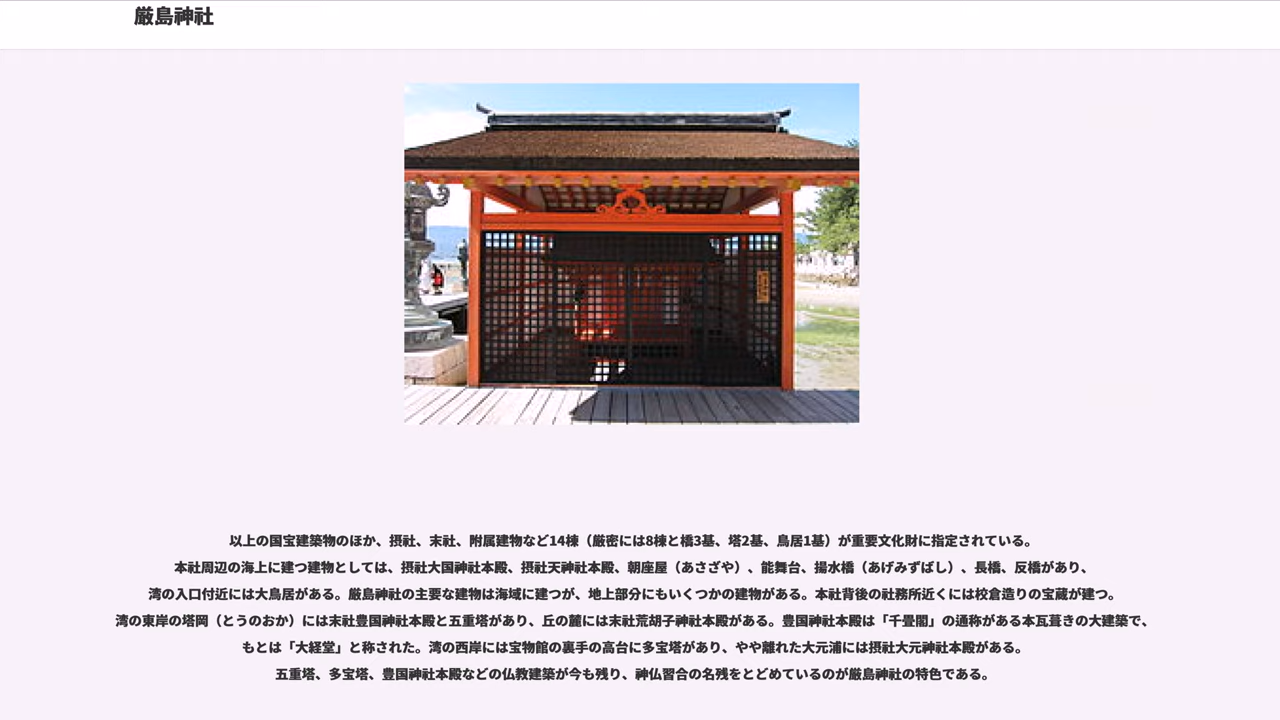 厳島神社
以上の国宝建築物のほか、摂社、末社、附属建物など14棟（厳密には8棟と橋3基、塔2基、鳥居1基）が重要文化財に指定されている。
本社周辺の海上に建つ建物としては、摂社大国神社本殿、摂社天神社本殿、朝座屋（あさざや）、能舞台、揚水橋（あげみずばし）、長橋、反橋があり、
湾の入口付近には大鳥居がある。厳島神社の主要な建物は海域に建つが、地上部分にもいくつかの建物がある。本社背後の社務所近くには校倉造りの宝蔵が建つ。
湾の東岸の塔岡（とうのおか）には末社豊国神社本殿と五重塔があり、丘の麓には末社荒胡子神社本殿がある。豊国神社本殿は「千畳閣」の通称がある本瓦葺きの大建築で、
もとは「大経堂」と称された。湾の西岸には宝物館の裏手の高台に多宝塔があり、やや離れた大元浦には摂社大元神社本殿がある。
五重塔、多宝塔、豊国神社本殿などの仏教建築が今も残り、神仏習合の名残をとどめているのが厳島神社の特色である。